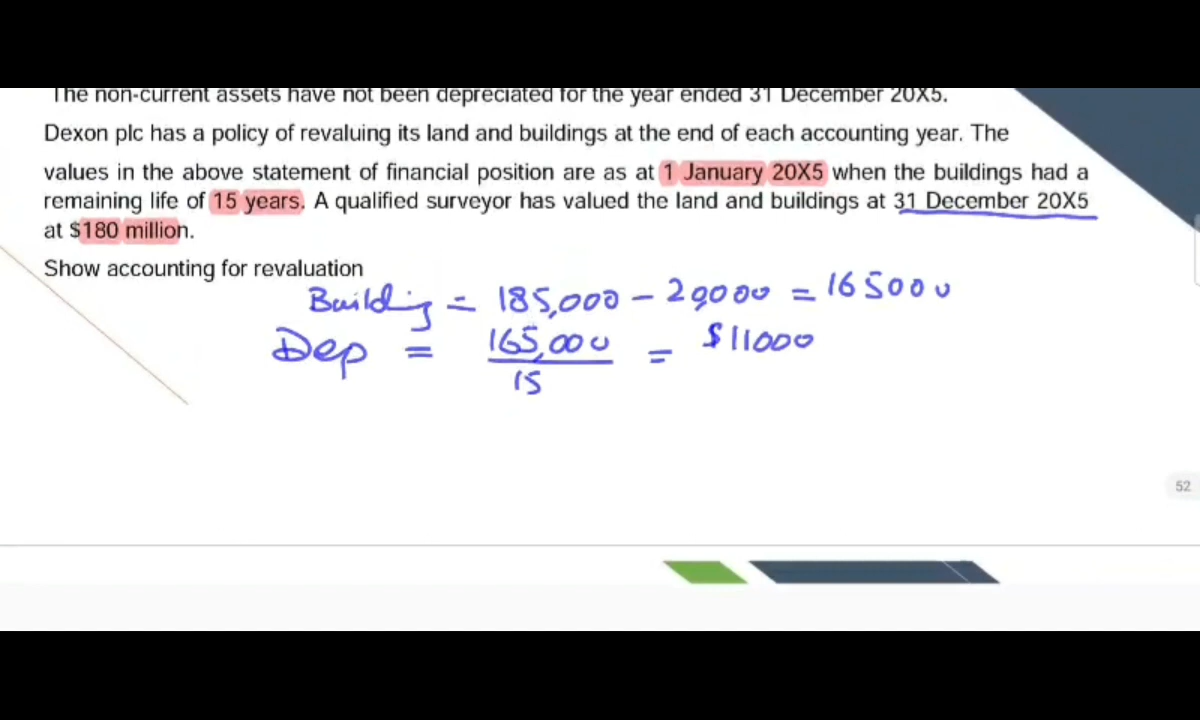 The non-current assets have not been depreciated for the year ended 31 December 20X5.
Dexon plc has a policy of revaluing its land and buildings at the end of each accounting year. The
values in the above statement of financial position are as at 1 January 20X5 when the buildings had a
remaining life of 15 years. A qualified surveyor has valued the land and buildings at 31 December 20X5
at $180 million.
Show accounting for revaluation
Building = 185,000 - 20000 = 165000
Dep = 165,000 = $11000
15
52